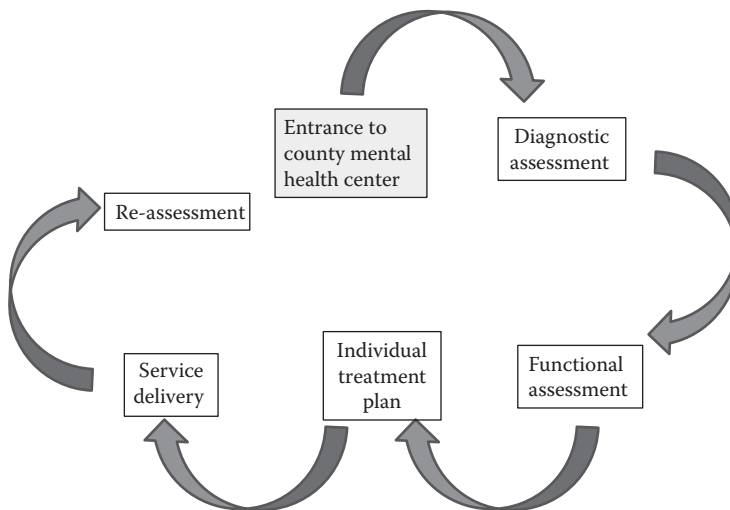 Entrance to
county mental
health center
Diagnostic
assessment
Functional
assessment
Individual
treatment
plan
Service
delivery
Re-assessment